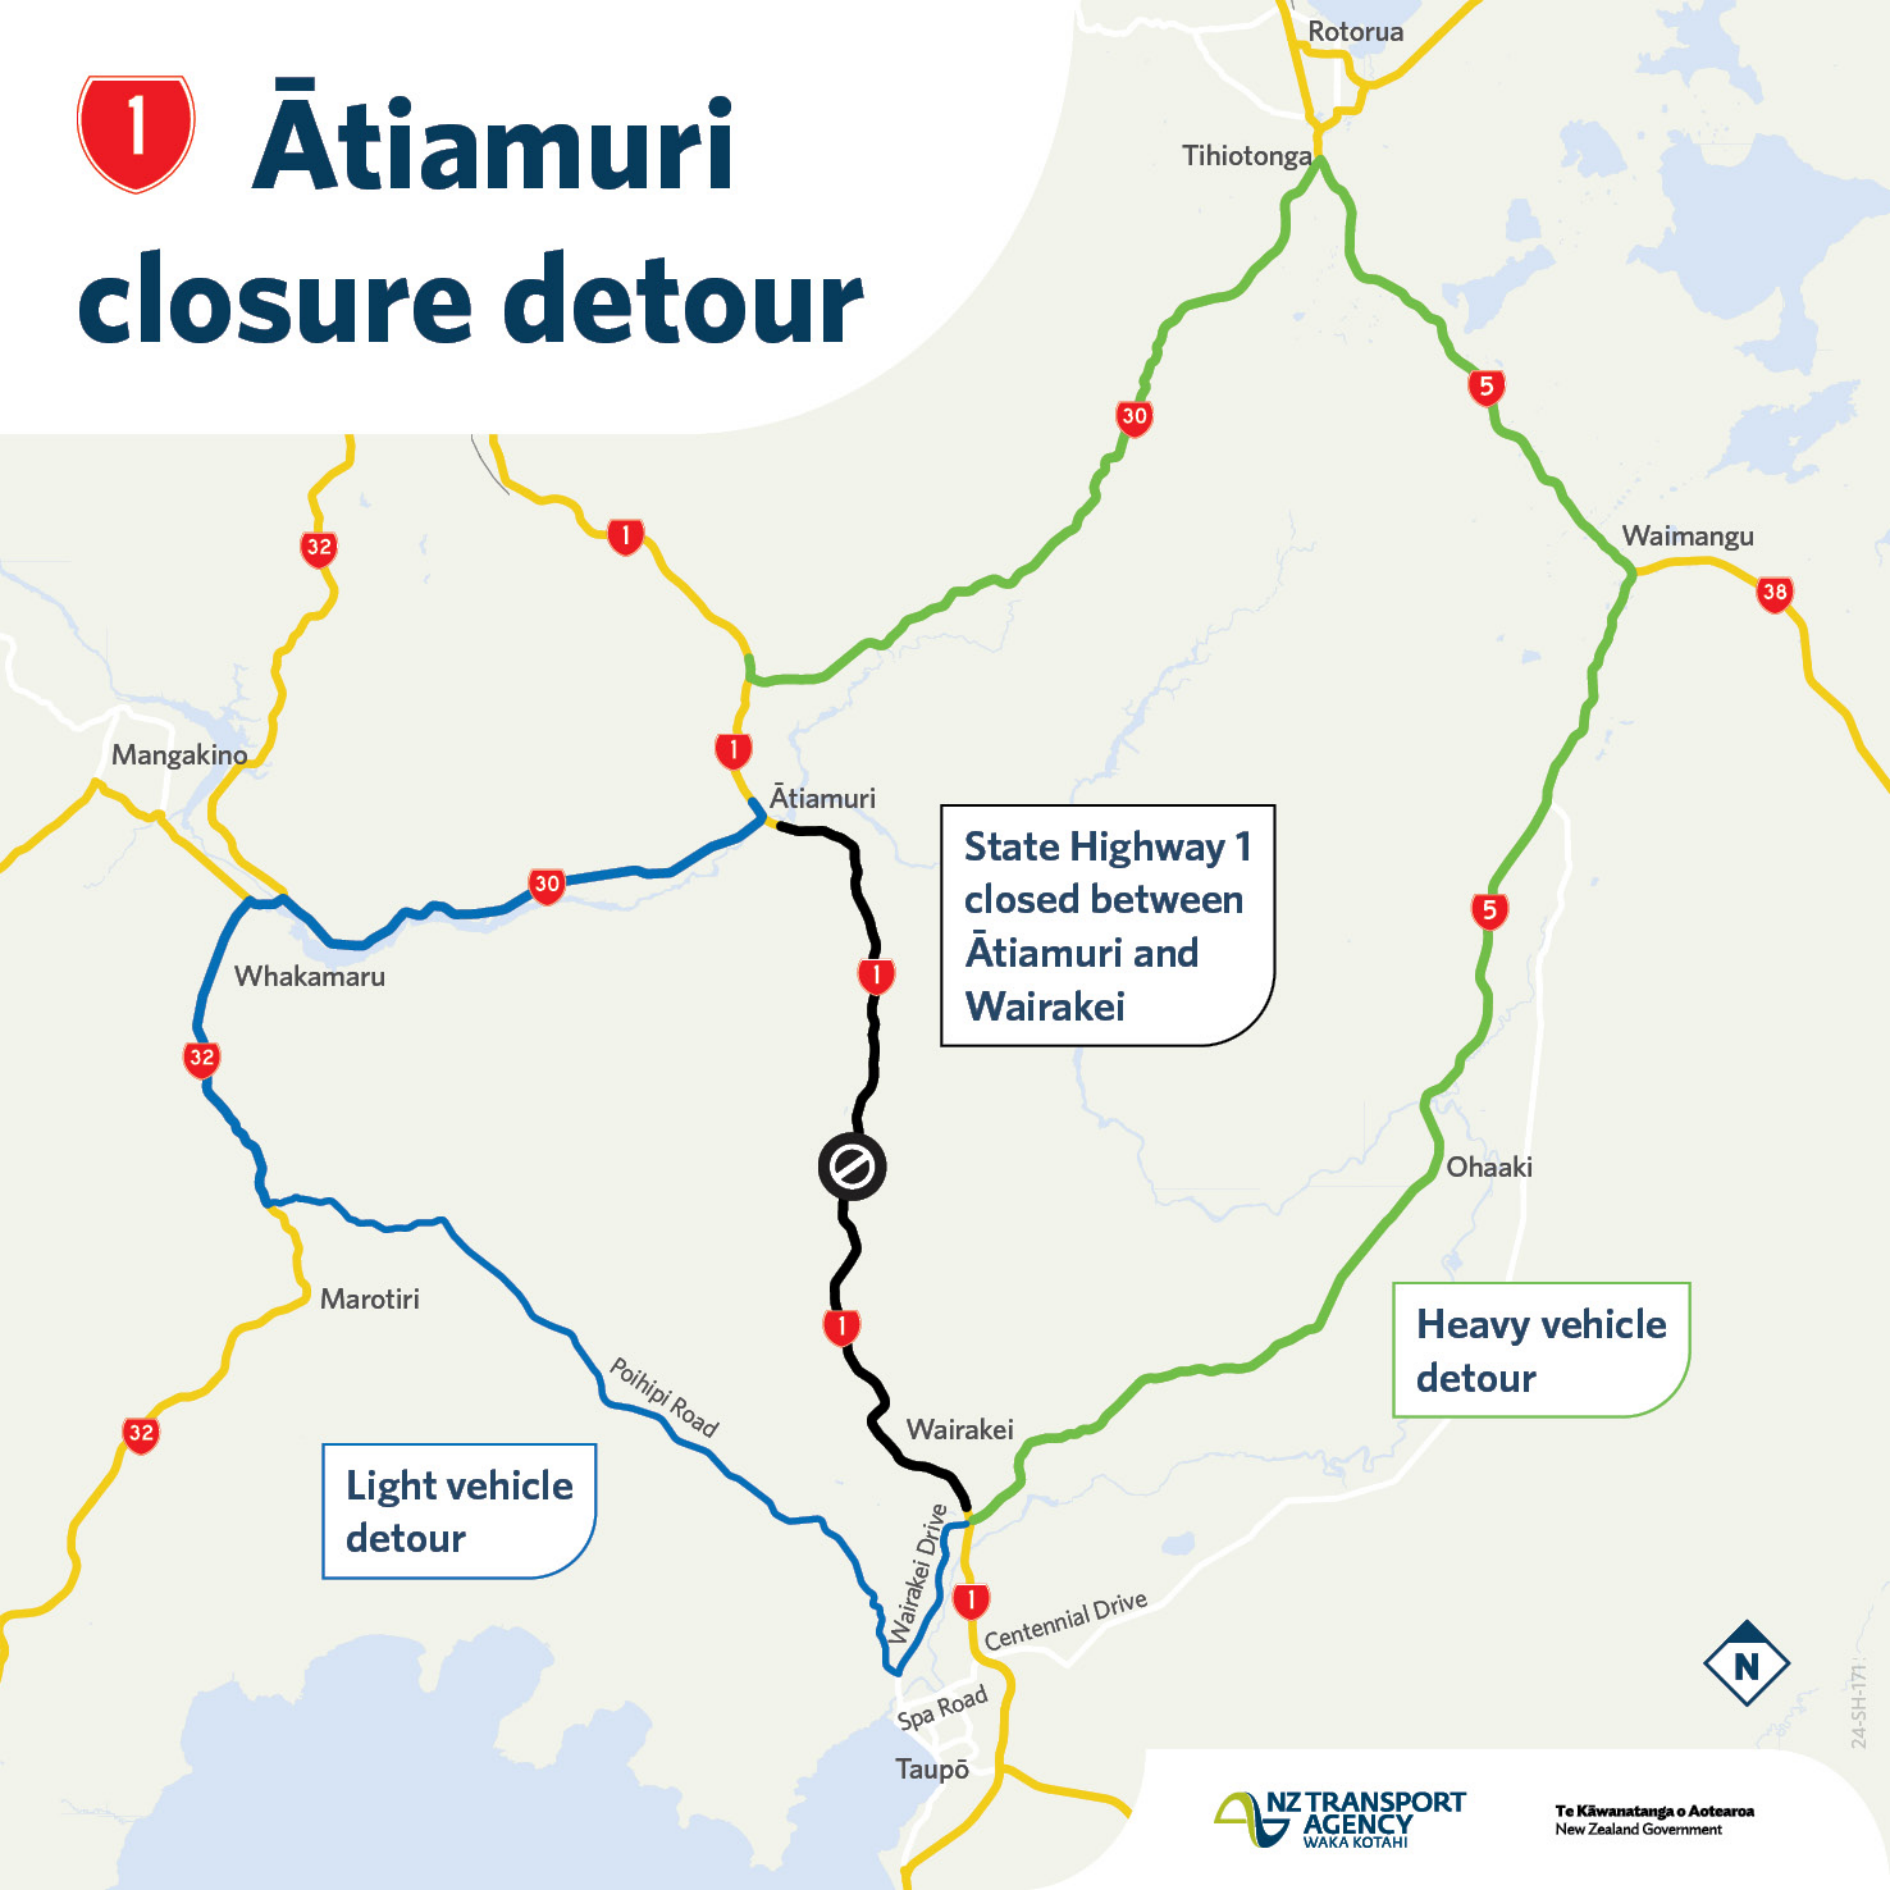 1 Ātiamuri
closure detour
Rotorua
Tihiotonga
30
5
Waimangu
38
32
1
Mangakino
1
Ātiamuri
State Highway 1
closed between
Ātiamuri and
Wairakei
30
5
Whakamaru
1
32
Ohaaki
Marotiri
1
Heavy vehicle
detour
Poihipi Road
32
Wairakei
Light vehicle
detour
Wairakei Drive
1
Centennial Drive
N
Spa Road
Taupō
24-SH-171
NZ TRANSPORT
AGENCY
WAKA KOTAHI
Te Kāwanatanga o Aotearoa
New Zealand Government